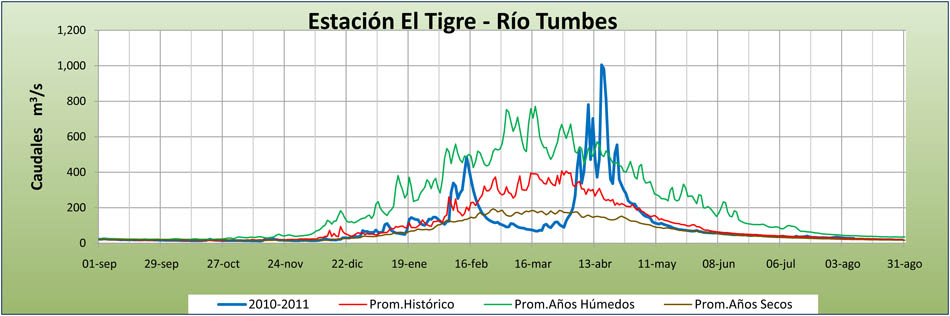 Estación El Tigre - Río Tumbes
Caudales m³/s
1,200
1,000
800
600
400
200
0
01-sep 29-sep 27-oct 24-nov 22-dic 19-ene 16-feb 16-mar 13-abr 11-may 08-jun 06-jul 03-ago 31-ago
2010-2011 Prom.Histórico Prom.Años Húmedos Prom.Años Secos